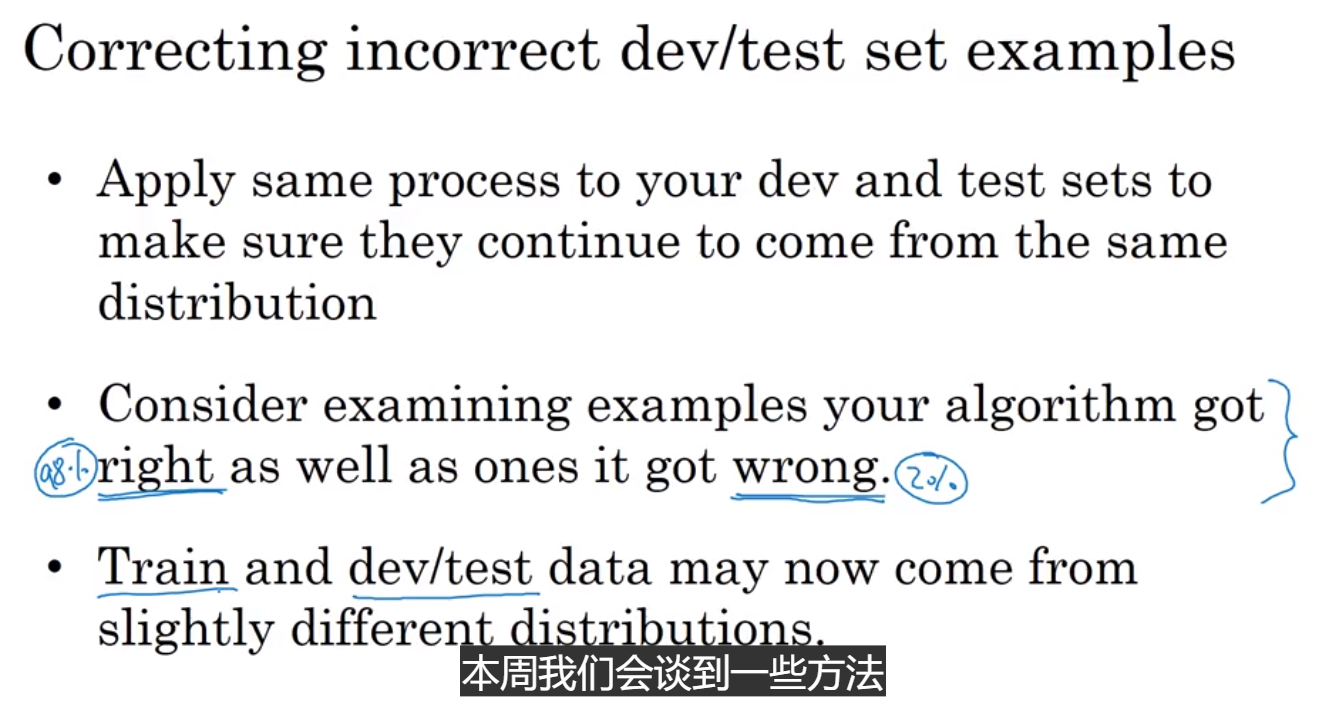 Correcting incorrect dev/test set examples
• Apply same process to your dev and test sets to
make sure they continue to come from the same
distribution
• Consider examining examples your algorithm got
98% right as well as ones it got wrong. 2%
• Train and dev/test data may now come from
slightly different distributions.
本周我们会谈到一些方法